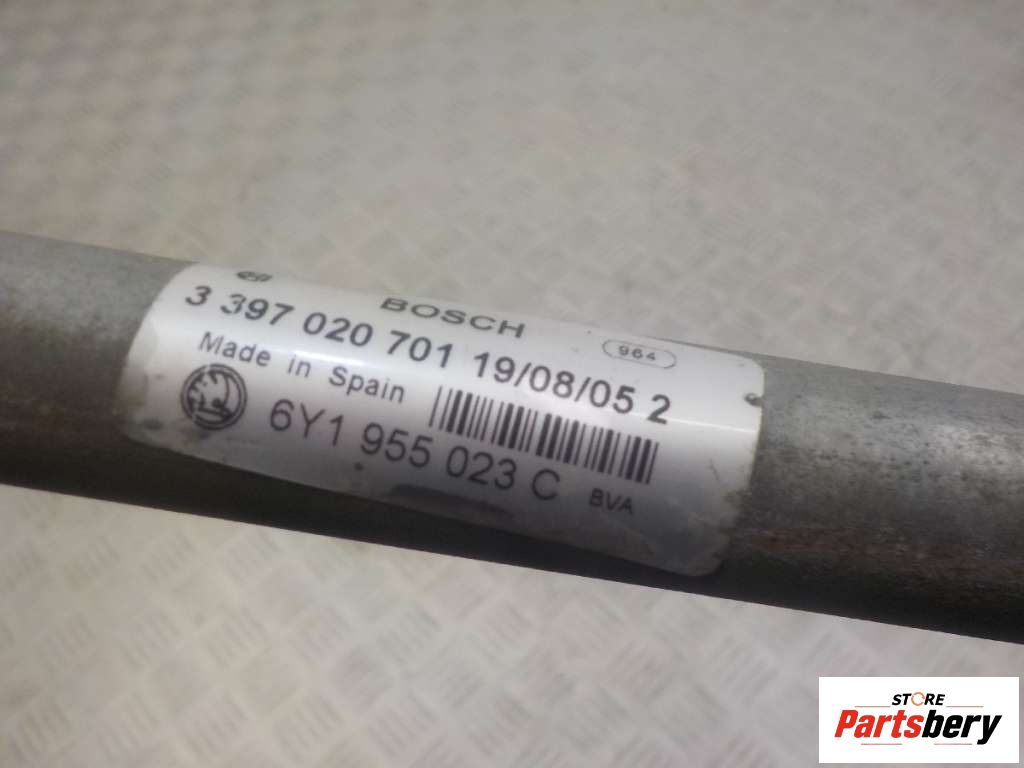 BOSCH
3 397 020 701 19/08/05 2
964
Made in Spain
6Y1 955 023 C BVA
STORE
Partsbery